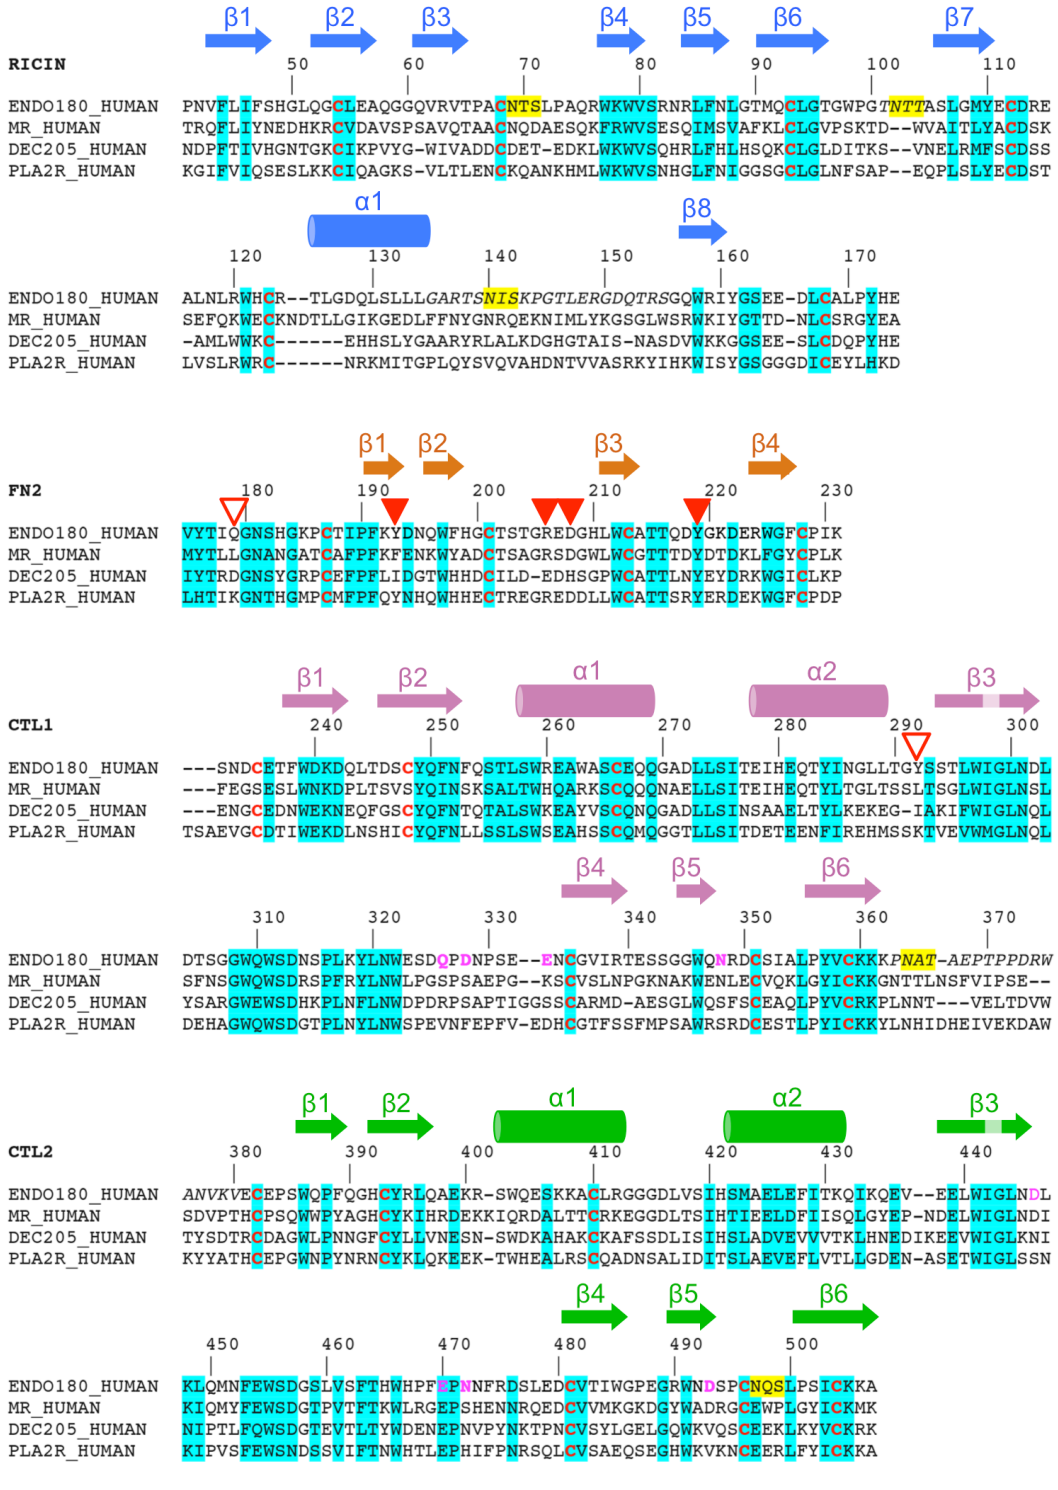 β1 β2 β3 β4 β5 β6 β7
RICIN 50 60 70 80 90 100 110
ENDO180_HUMAN PNVFLIFSHGLQGCLEAQGGQVRVTPACNTSLPAQRWKWVSRNRLFNLGTMQCLGTGWPGTNTTASLGMYECDRE
MR_HUMAN TRQFLIYNEDHKRCVDAVSPSAVQTAACNQDAESQKFRWVSESQIMSVAFKLCLGVPSKTD--WVAITLYACDSK
DEC205_HUMAN NDPFTIVHGNTGKCIKPVYG-WIVADDCDET-EDKLWKWVSQHRLFHLHSQKCLGLDITKS-VNELRMFSCDSS
PLA2R_HUMAN KGIFVIQSESLKKCIQAGKS-VLTLENCKQANKHMLWKWVSNHGLFNIGGSGCLGLNFSAP--EQPLSLYECDST
α1 β8
120 130 140 150 160 170
ENDO180_HUMAN ALNLRWHCR--TLGDQLSLLLGARTSNISKPGTLERGDQTRSGQWRIYGSEE-DLCALPYHE
MR_HUMAN SEFQKWECKNDTLLGIKGEDLFFNYGNRQEKNIMLYKGSGLWSRWKIYGTTD-NLCSRGYEA
DEC205_HUMAN -AMLWWKC------EHHSLYGAARYRLALKDGHGTAIS-NASDVWKKGGSEE-SLCDQPYHE
PLA2R_HUMAN LVSLRWRC------NRKMITGPLQYSVQVAHDNTVVASRKYIHKWISYGSGGGDICEYLHKD
β1 β2 β3 β4
FN2 180 190 200 210 220 230
ENDO180_HUMAN VYTIQGNSHGKPCTIPFKYDNQWFHGCTSTGREDGHLWCATTQDYGKDERWGFCPIK
MR_HUMAN MYTLLGNANGATCAFPFKFENKWYADCTSAGRSDGWLWCGTTTDYDTDKLFGYCPLK
DEC205_HUMAN IYTRDGNSYGRPCEFPFLIDGTWHHDCILD-EDHSGPWCATTLNYEYDRKWGICLKP
PLA2R_HUMAN LHTIKGNTHGMPCMFPFQYNHQWHHECTREGREDDLLWCATTSRYERDEKWGFCPDP
β1 β2 α1 α2 β3
CTL1 240 250 260 270 280 290 300
ENDO180_HUMAN ---SNDCETFWDKDQLTDSCYQFNFQSTLSWREAWASCEQQGADLLSITEIHEQTYINGLLTGYSSTLWIGLNDL
MR_HUMAN ---FEGSESLWNKDPLTSVSYQINSKSALTWHQARKSCQQQNAELLSITEIHEQTYLTGLTSSLTSGLWIGLNSL
DEC205_HUMAN ---ENGCEDNWEKNEQFGSCYQFNTQTALSWKEAYVSCQNQGADLLSINSAAELTYLKEKEG-IAKIFWIGLNQL
PLA2R_HUMAN TSAEVGCDTIWEKDLNSHICYQFNLLSSLSWSEAHSSCQMQGGTLLSITDETEENFIREHMSSKTVEVWMGLNQL
β4 β5 β6
310 320 330 340 350 360 370
ENDO180_HUMAN DTSGGWQWSDNSPLKYLNWESDQPDNPSE--ENCGVIRTESSGGWQNRDCSIALPYVCKKKPNAT-AEPTPPDRW
MR_HUMAN SFNSGWQWSDRSPFRYLNWLPGSPSAEPG-KSCVSLNPGKNAKWENLECVQKLGYICKKGNTTLNSFVIPSE
DEC205_HUMAN YSARGWEWSDHKPLNFLNWDPDRPSAPTIGGSSCARMD-AESGLWQSFSCEAQLPYVCRKPLNNT---VELTDVW
PLA2R_HUMAN DEHAGWQWSDGTPLNYLNWSPEVNFEPFV-EDHCGTFSSFMPSAWRSRDCESTLPYICKKYLNHIDHEIVEKDAW
β1 β2 α1 α2 β3
CTL2 380 390 400 410 420 430 440
ENDO180_HUMAN ANVKVECEPSWQPFQGHCYRLQAEKR-SWQESKKACLRGGGDLVSIHSMAELEFITKQIKQEV--EELWIGLNDL
MR_HUMAN SDVPTHCPSQWWPYAGHCYKIHRDEKKIQRDALTTCRKEGGDLTSIHTIEELDFIISQLGYEP-NDELWIGLNDI
DEC205_HUMAN TYSDTRCDAGWLPNNGFCYLLVNESN-SWDKAHAKCKAFSSDLISIHSLADVEVVVTKLHNEDIKEEVWIGLKNI
PLA2R_HUMAN KYYATHCEPGWNPYNRNCYKLQKEEK-TWHEALRSCQADNSALIDITSLAEVEFLVTLLGDEN-ASETWIGLSSN
β4 β5 β6
450 460 470 480 490 500
ENDO180_HUMAN KLQMNFEWSDGSLVSFTHWHPFEPNNFRDSLEDCVTIWGPEGRWNDSPCNQSLPSICKKA
MR_HUMAN KIQMYFEWSDGTPVTFTKWLRGEPSHENNRQEDCVVMKGKDGYWADRGCEWPLGYICKMK
DEC205_HUMAN NIPTLFQWSDGTEVTLTYWDENEPNVPYNKTPNCVSYLGELGQWKVQSCEEKLKYVCKRK
PLA2R_HUMAN KIPVSFEWSNDSSVIFTNWHTLEPHIFPNRSQLCVSAEQSEGHWKVKNCEERLFYICKKA